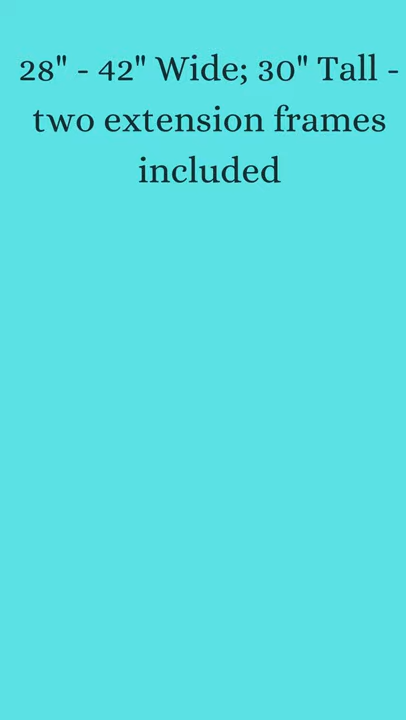 28" - 42" Wide; 30" Tall -
two extension frames
included